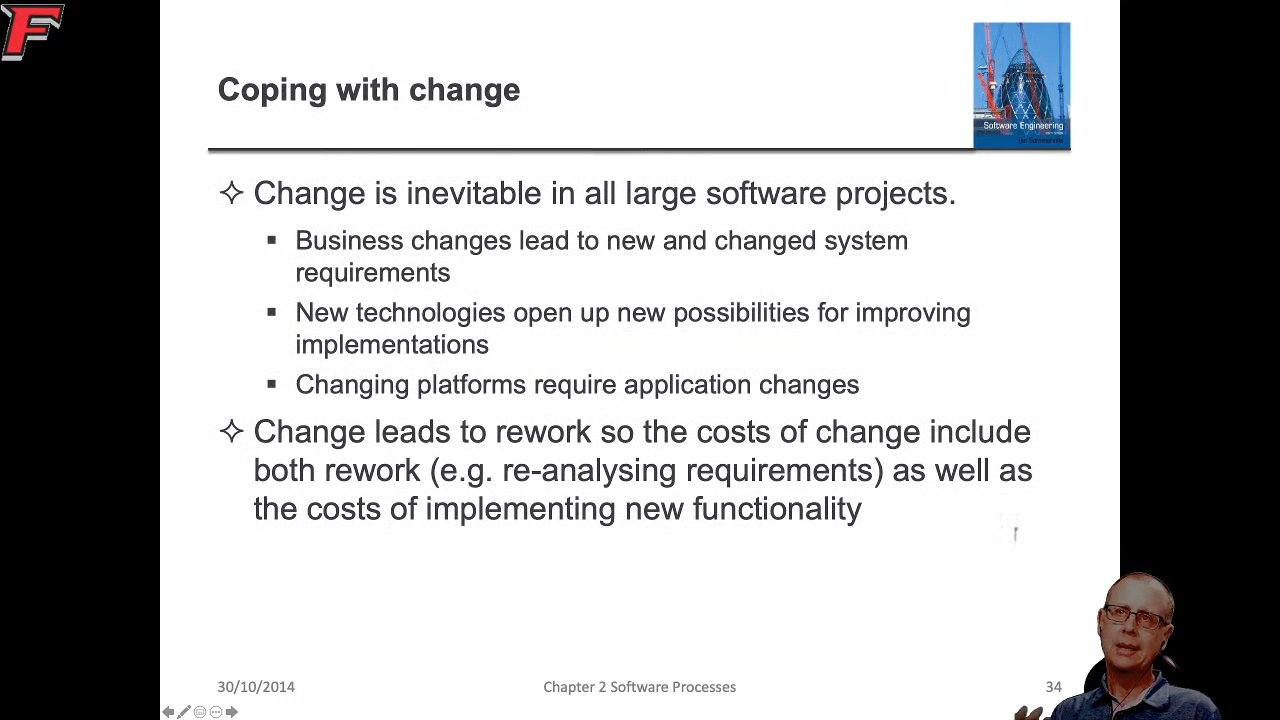 F
Coping with change
Software Engineering
Ian Sommerville
✧ Change is inevitable in all large software projects.
▪ Business changes lead to new and changed system
requirements
▪ New technologies open up new possibilities for improving
implementations
▪ Changing platforms require application changes
✧ Change leads to rework so the costs of change include
both rework (e.g. re-analysing requirements) as well as
the costs of implementing new functionality
30/10/2014
Chapter 2 Software Processes
34